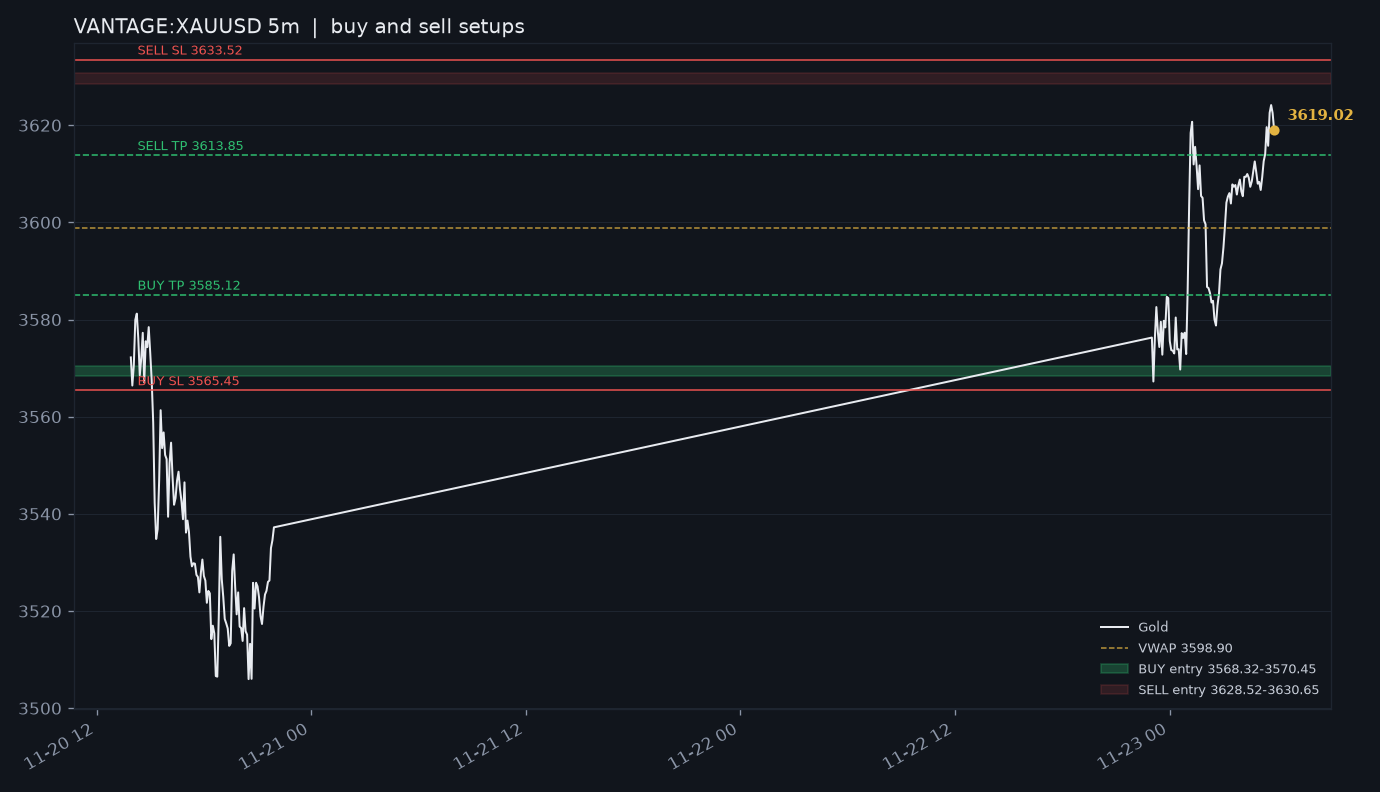 VANTAGE:XAUUSD 5m | buy and sell setups
SELL SL 3633.52
3619.02
3620
SELL TP 3613.85
3600
BUY TP 3585.12
3580
BUY SL 3565.45
3560
3540
3520
3500
Gold
VWAP 3598.90
BUY entry 3568.32-3570.45
SELL entry 3628.52-3630.65
11-20 12
11-21 00
11-21 12
11-22 00
11-22 12
11-23 00